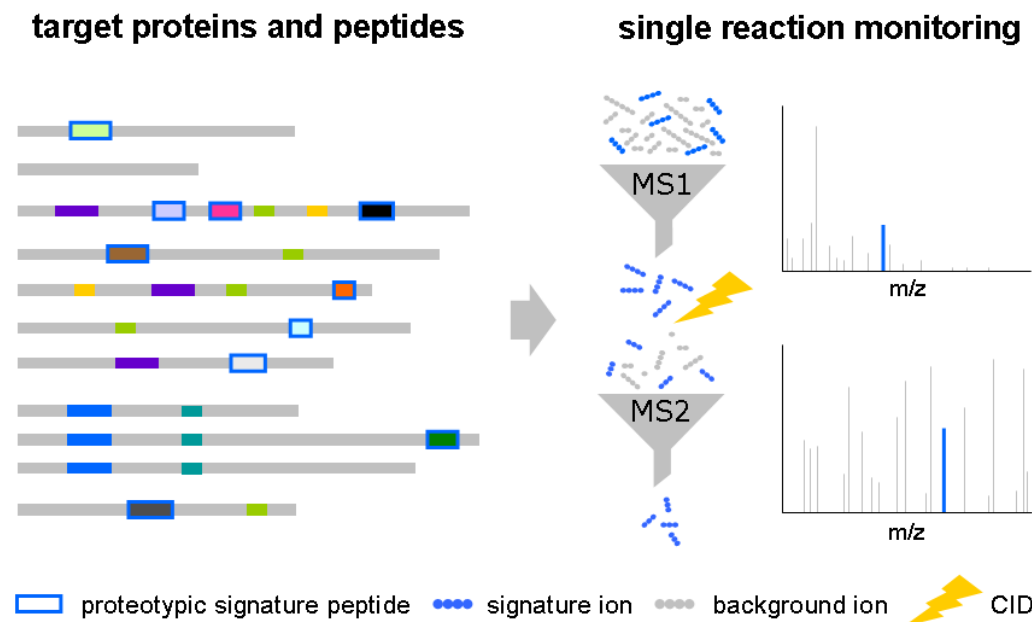 target proteins and peptides
single reaction monitoring
MS1
m/z
MS2
m/z
proteotypic signature peptide
signature ion
background ion
CID